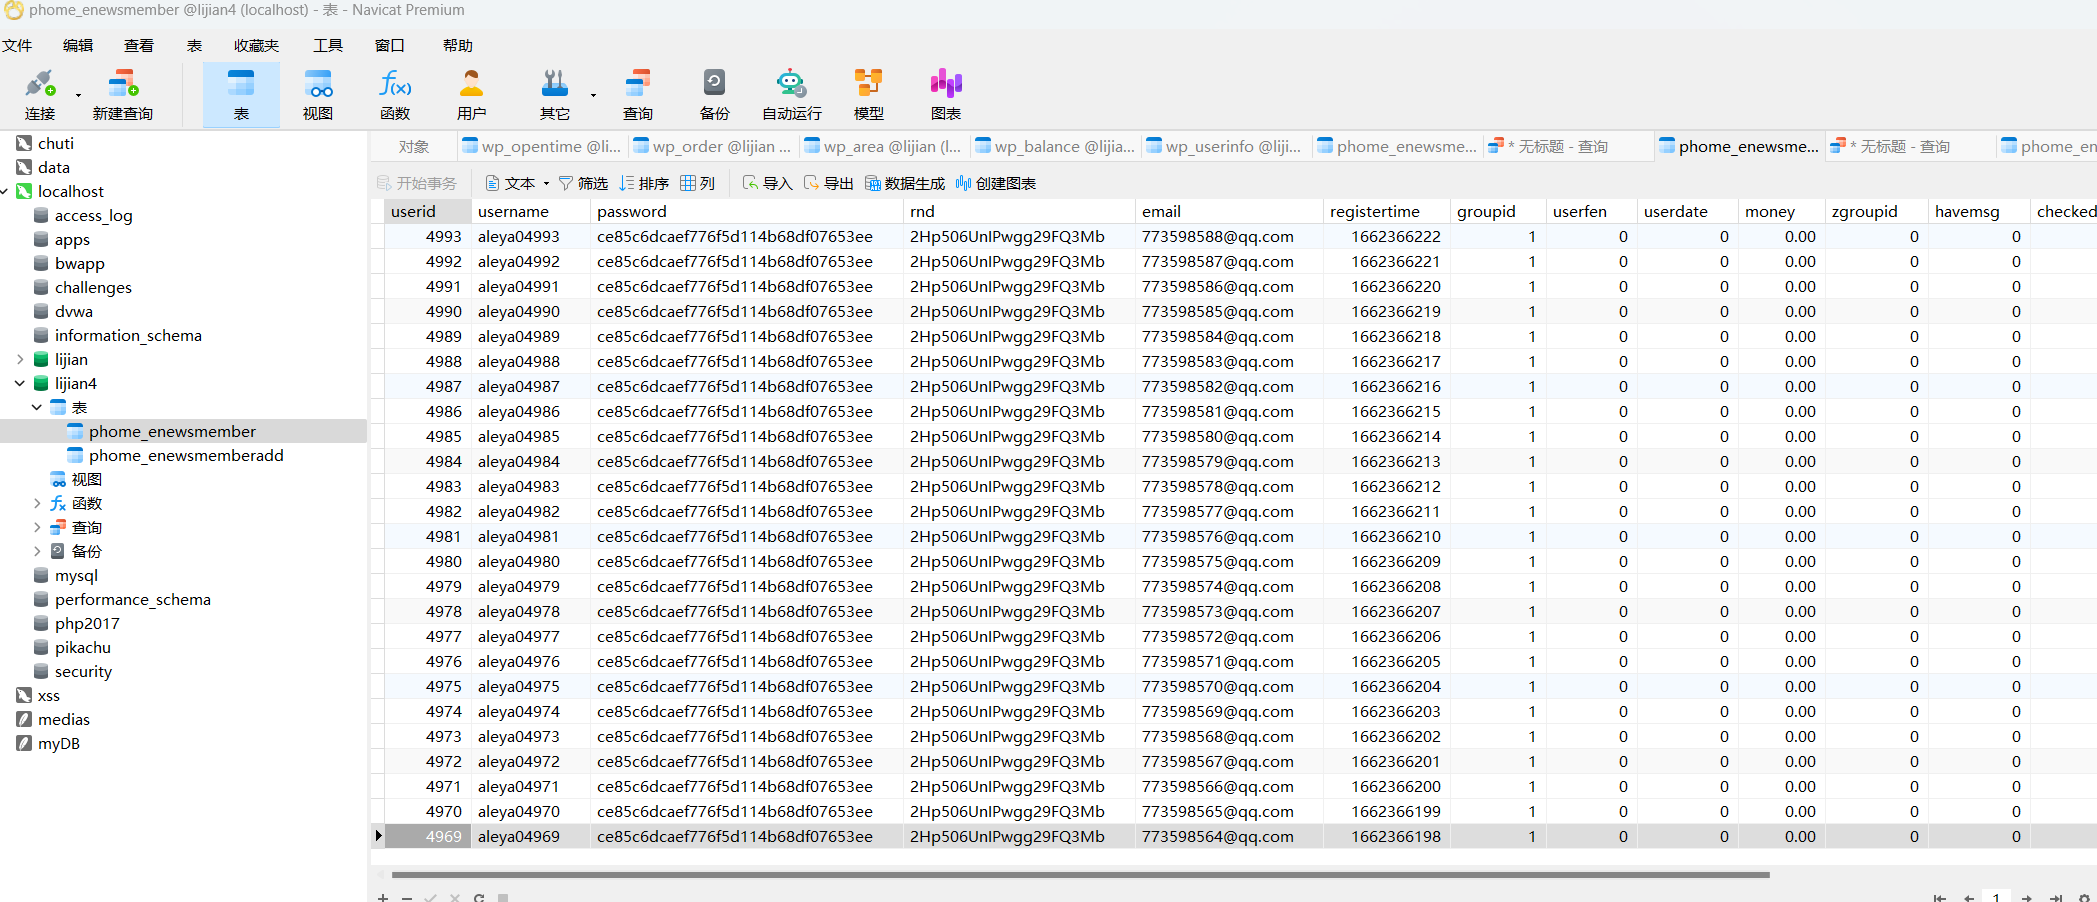 phome_enewsmember @lijian4 (localhost) - 表 - Navicat Premium
文件 编辑 查看 表 收藏夹 工具 窗口 帮助
连接 新建查询 表 视图 函数 用户 其它 查询 备份 自动运行 模型 图表
对象 wp_opentime @li... wp_order @lijian ... wp_area @lijian (l... wp_balance @lijia... wp_userinfo @liji... phome_enewsme... * 无标题 - 查询 phome_enewsme... * 无标题 - 查询 phome_en
开始事务 文本 筛选 排序 列 导入 导出 数据生成 创建图表
chuti
data
localhost
access_log
apps
bwapp
challenges
dvwa
information_schema
lijian
lijian4
表
phome_enewsmember
phome_enewsmemberadd
视图
函数
查询
备份
mysql
performance_schema
php2017
pikachu
security
xss
medias
myDB
userid username password rnd email registertime groupid userfen userdate money zgroupid havemsg checked
4993 aleya04993 ce85c6dcaef776f5d114b68df07653ee 2Hp506UnIPwgg29FQ3Mb 773598588@qq.com 1662366222 1 0 0 0.00 0 0
4992 aleya04992 ce85c6dcaef776f5d114b68df07653ee 2Hp506UnIPwgg29FQ3Mb 773598587@qq.com 1662366221 1 0 0 0.00 0 0
4991 aleya04991 ce85c6dcaef776f5d114b68df07653ee 2Hp506UnIPwgg29FQ3Mb 773598586@qq.com 1662366220 1 0 0 0.00 0 0
4990 aleya04990 ce85c6dcaef776f5d114b68df07653ee 2Hp506UnIPwgg29FQ3Mb 773598585@qq.com 1662366219 1 0 0 0.00 0 0
4989 aleya04989 ce85c6dcaef776f5d114b68df07653ee 2Hp506UnIPwgg29FQ3Mb 773598584@qq.com 1662366218 1 0 0 0.00 0 0
4988 aleya04988 ce85c6dcaef776f5d114b68df07653ee 2Hp506UnIPwgg29FQ3Mb 773598583@qq.com 1662366217 1 0 0 0.00 0 0
4987 aleya04987 ce85c6dcaef776f5d114b68df07653ee 2Hp506UnIPwgg29FQ3Mb 773598582@qq.com 1662366216 1 0 0 0.00 0 0
4986 aleya04986 ce85c6dcaef776f5d114b68df07653ee 2Hp506UnIPwgg29FQ3Mb 773598581@qq.com 1662366215 1 0 0 0.00 0 0
4985 aleya04985 ce85c6dcaef776f5d114b68df07653ee 2Hp506UnIPwgg29FQ3Mb 773598580@qq.com 1662366214 1 0 0 0.00 0 0
4984 aleya04984 ce85c6dcaef776f5d114b68df07653ee 2Hp506UnIPwgg29FQ3Mb 773598579@qq.com 1662366213 1 0 0 0.00 0 0
4983 aleya04983 ce85c6dcaef776f5d114b68df07653ee 2Hp506UnIPwgg29FQ3Mb 773598578@qq.com 1662366212 1 0 0 0.00 0 0
4982 aleya04982 ce85c6dcaef776f5d114b68df07653ee 2Hp506UnIPwgg29FQ3Mb 773598577@qq.com 1662366211 1 0 0 0.00 0 0
4981 aleya04981 ce85c6dcaef776f5d114b68df07653ee 2Hp506UnIPwgg29FQ3Mb 773598576@qq.com 1662366210 1 0 0 0.00 0 0
4980 aleya04980 ce85c6dcaef776f5d114b68df07653ee 2Hp506UnIPwgg29FQ3Mb 773598575@qq.com 1662366209 1 0 0 0.00 0 0
4979 aleya04979 ce85c6dcaef776f5d114b68df07653ee 2Hp506UnIPwgg29FQ3Mb 773598574@qq.com 1662366208 1 0 0 0.00 0 0
4978 aleya04978 ce85c6dcaef776f5d114b68df07653ee 2Hp506UnIPwgg29FQ3Mb 773598573@qq.com 1662366207 1 0 0 0.00 0 0
4977 aleya04977 ce85c6dcaef776f5d114b68df07653ee 2Hp506UnIPwgg29FQ3Mb 773598572@qq.com 1662366206 1 0 0 0.00 0 0
4976 aleya04976 ce85c6dcaef776f5d114b68df07653ee 2Hp506UnIPwgg29FQ3Mb 773598571@qq.com 1662366205 1 0 0 0.00 0 0
4975 aleya04975 ce85c6dcaef776f5d114b68df07653ee 2Hp506UnIPwgg29FQ3Mb 773598570@qq.com 1662366204 1 0 0 0.00 0 0
4974 aleya04974 ce85c6dcaef776f5d114b68df07653ee 2Hp506UnIPwgg29FQ3Mb 773598569@qq.com 1662366203 1 0 0 0.00 0 0
4973 aleya04973 ce85c6dcaef776f5d114b68df07653ee 2Hp506UnIPwgg29FQ3Mb 773598568@qq.com 1662366202 1 0 0 0.00 0 0
4972 aleya04972 ce85c6dcaef776f5d114b68df07653ee 2Hp506UnIPwgg29FQ3Mb 773598567@qq.com 1662366201 1 0 0 0.00 0 0
4971 aleya04971 ce85c6dcaef776f5d114b68df07653ee 2Hp506UnIPwgg29FQ3Mb 773598566@qq.com 1662366200 1 0 0 0.00 0 0
4970 aleya04970 ce85c6dcaef776f5d114b68df07653ee 2Hp506UnIPwgg29FQ3Mb 773598565@qq.com 1662366199 1 0 0 0.00 0 0
4969 aleya04969 ce85c6dcaef776f5d114b68df07653ee 2Hp506UnIPwgg29FQ3Mb 773598564@qq.com 1662366198 1 0 0 0.00 0 0
1